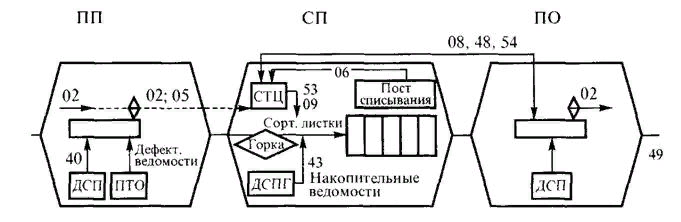 ПП
СП
ПО
08, 48, 54
02
02; 05
06
СТЦ
53
09
Пост
списывания
02
Сорт. листки
Горка
40
Дефект.
ведомости
43
49
ДСП
ПТО
ДСПГ
Накопительные
ведомости
ДСП